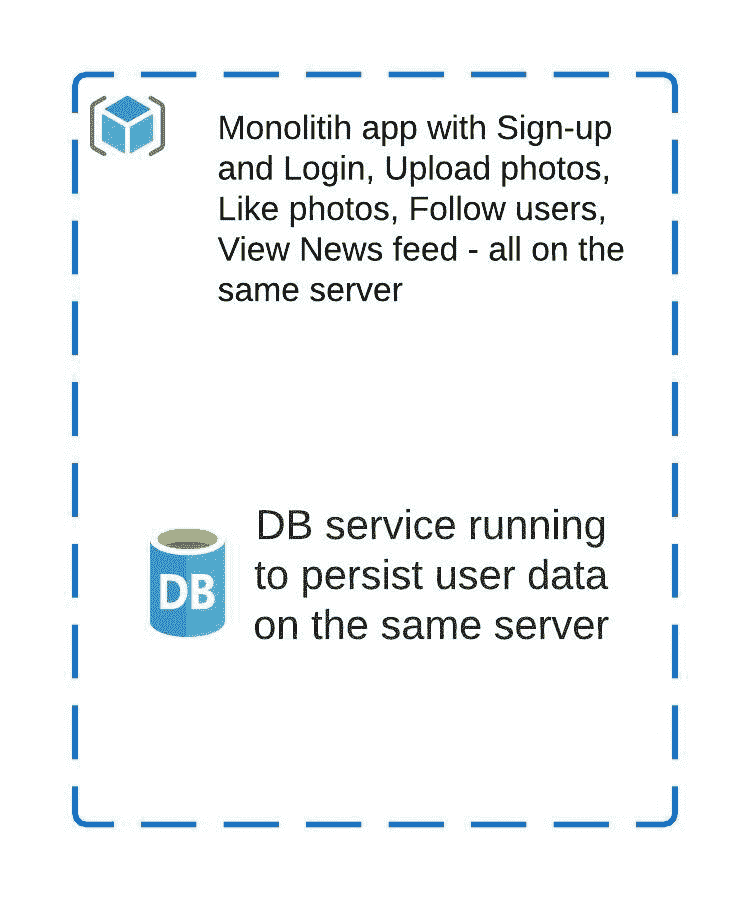 Monolitih app with Sign-up
and Login, Upload photos,
Like photos, Follow users,
View News feed - all on the
same server
DB service running
to persist user data
on the same server
DB